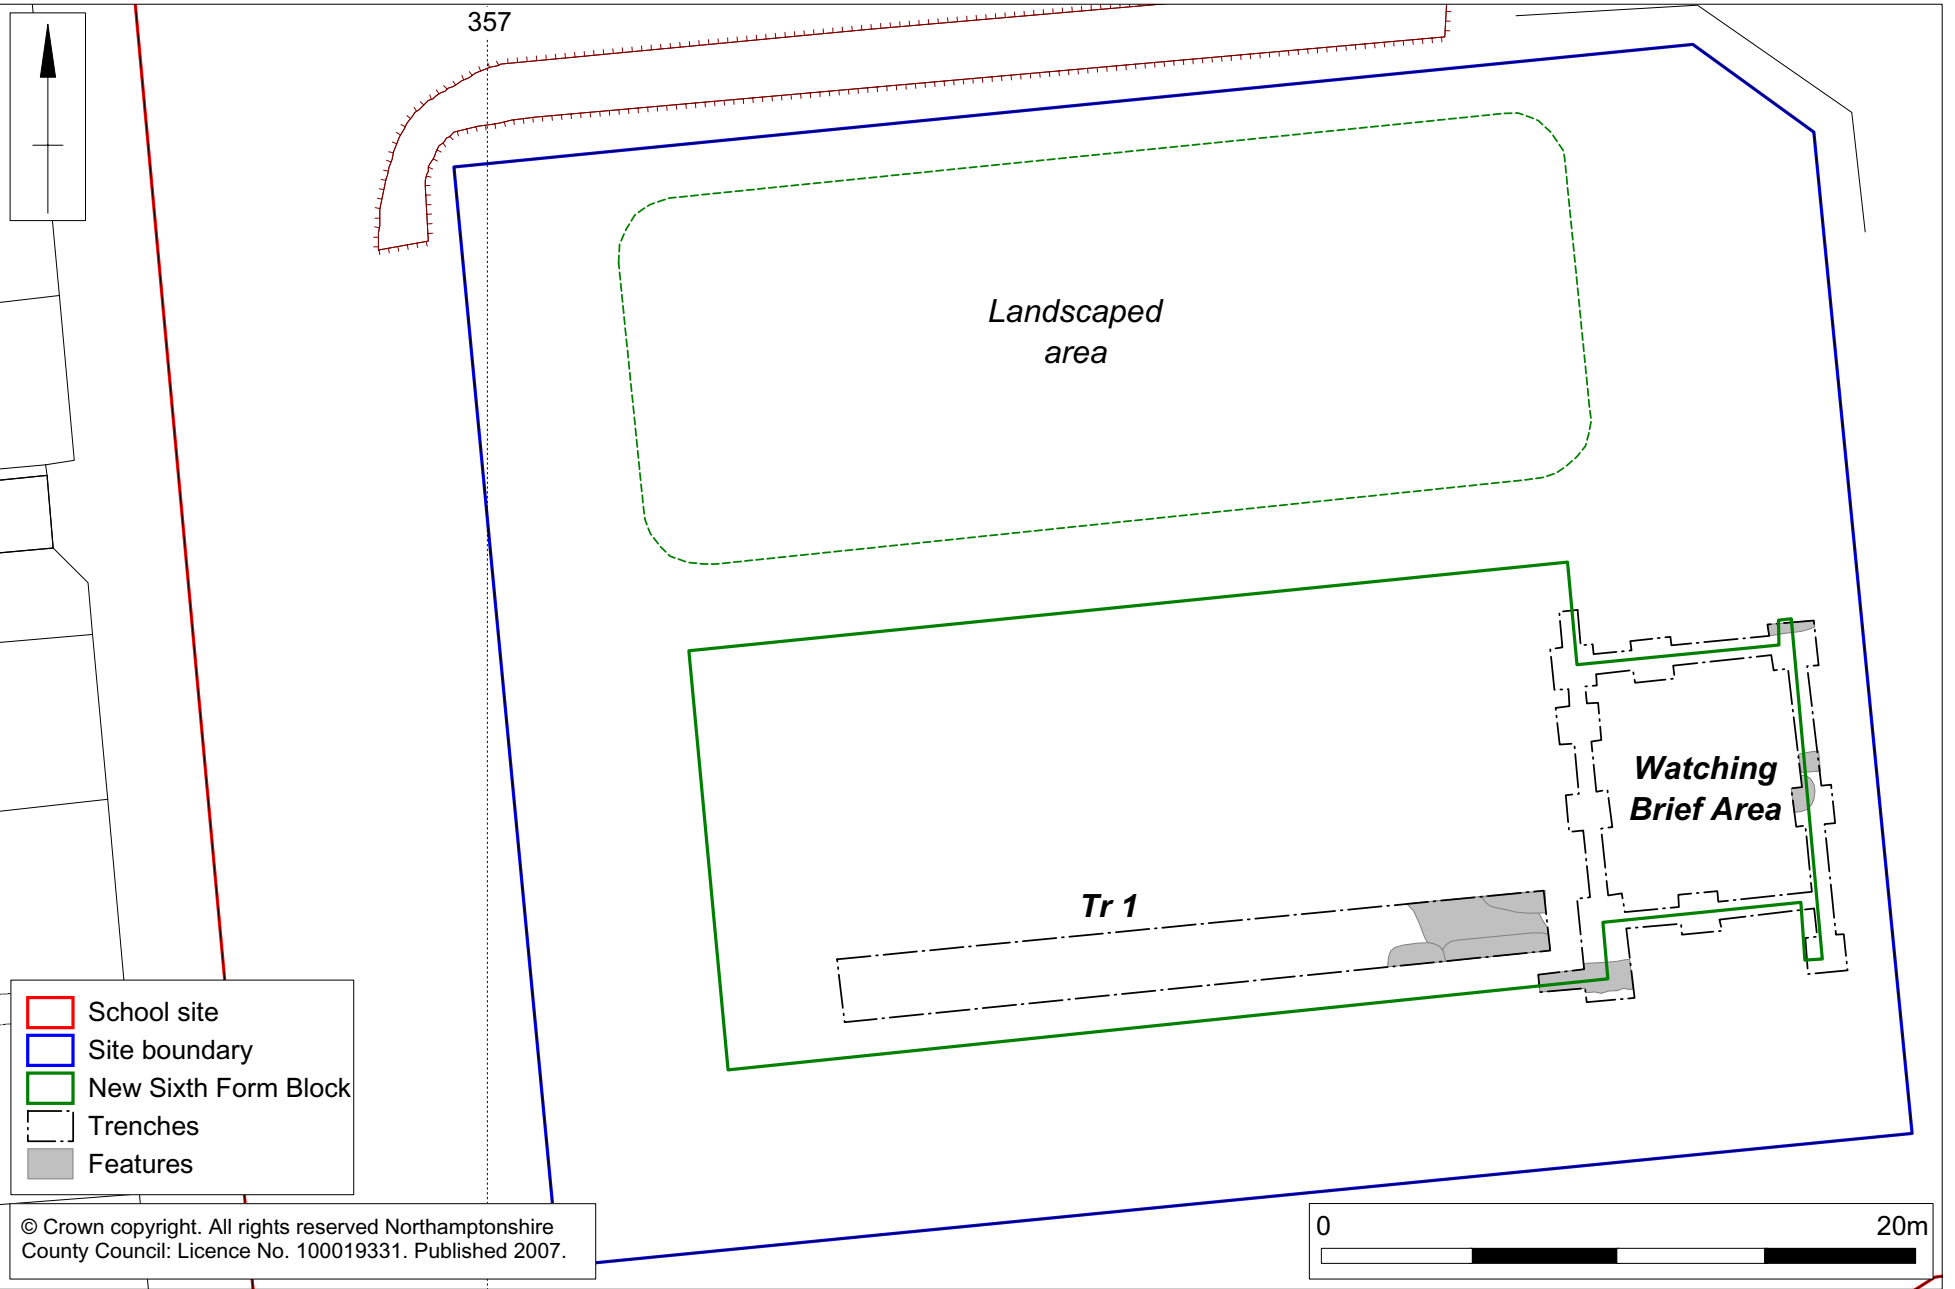 357
Landscaped
area
Watching
Brief Area
Tr 1
School site
Site boundary
New Sixth Form Block
Trenches
Features
© Crown copyright. All rights reserved Northamptonshire
County Council: Licence No. 100019331. Published 2007.
0 20m